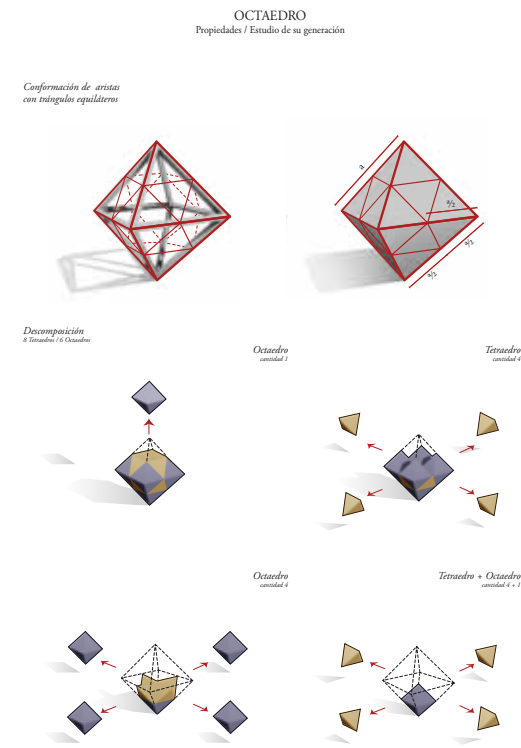 OCTAEDRO
Propiedades / Estudio de su generación
Conformación de aristas
con trángulos equiláteros
a
a/2
a/2
a/2
Descomposición
8 Tetraedros / 6 Octaedros
Octaedro
cantidad 1
Tetraedro
cantidad 4
Octaedro
cantidad 4
Tetraedro + Octaedro
cantidad 4 + 1